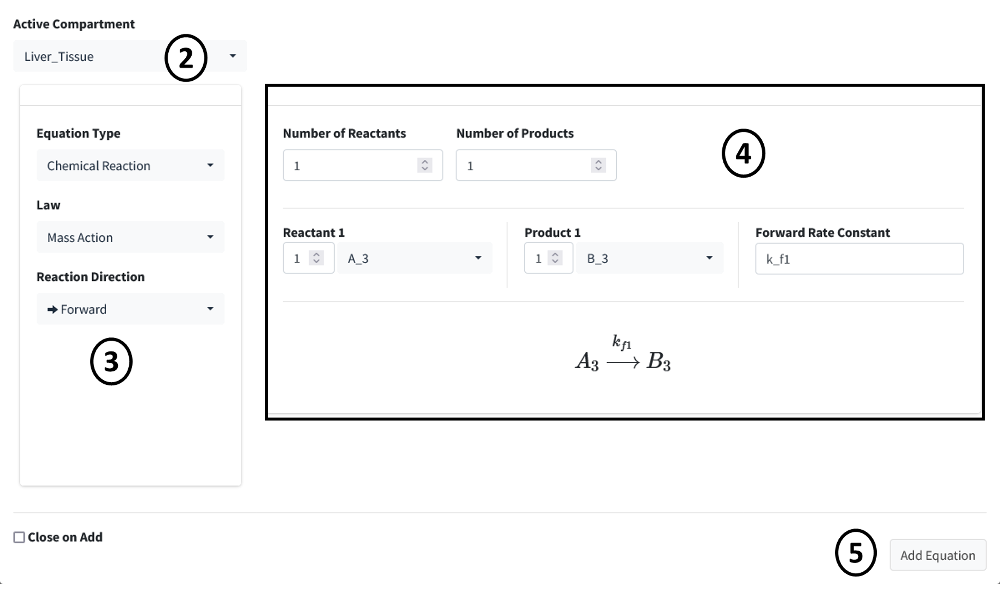 Active Compartment
Liver_Tissue
2
Equation Type
Chemical Reaction
Law
Mass Action
Reaction Direction
Forward
3
Number of Reactants Number of Products
1 1
4
Reactant 1 Product 1 Forward Rate Constant
1 A_3 1 B_3 k_f1
k_{f1}
A_3 ⟶ B_3
Close on Add
5
Add Equation